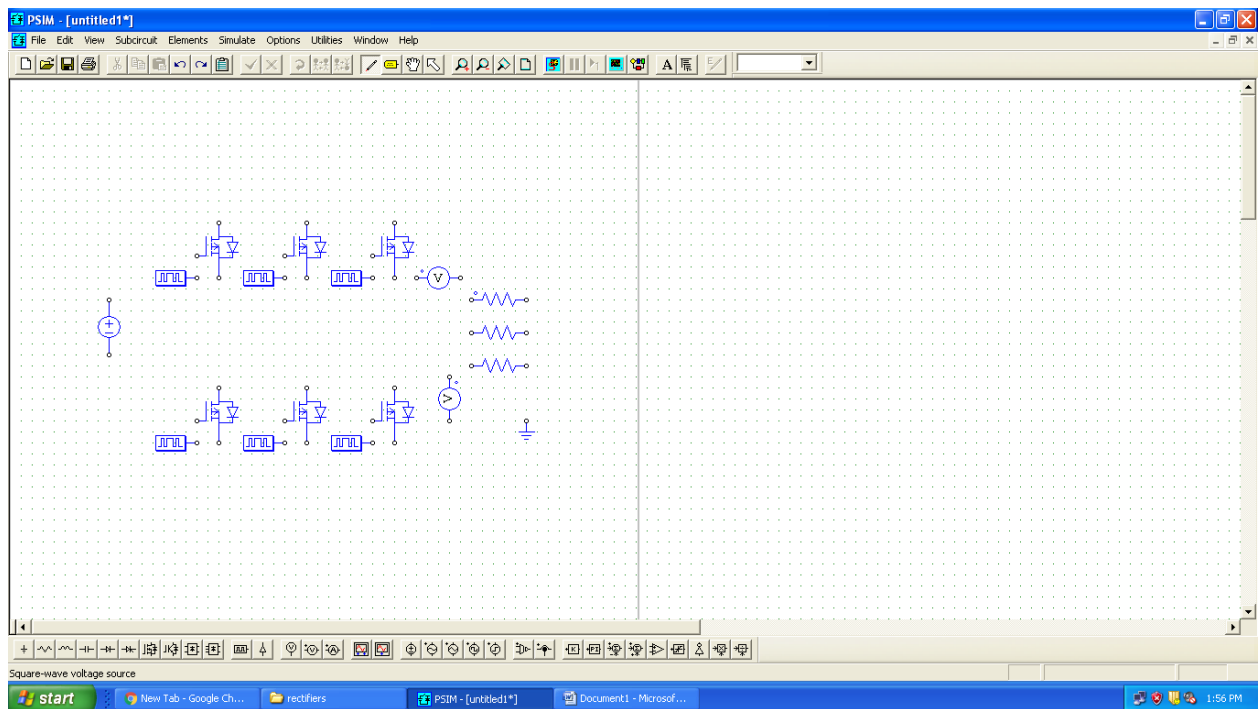 PSIM - [untitled1*]
File Edit View Subcircuit Elements Simulate Options Utilities Window Help
V
V
Square-wave voltage source
start New Tab - Google Ch... rectifiers PSIM - [untitled1*] Document1 - Microsof... 1:56 PM